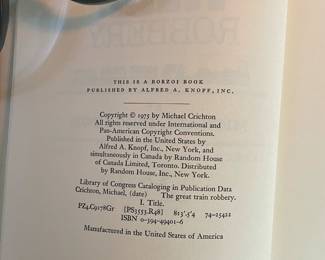 ROBBERY
THIS IS A BORZOI BOOK
PUBLISHED BY ALFRED A. KNOPF, INC.
Copyright © 1975 by Michael Crichton
All rights reserved under International and
Pan-American Copyright Conventions.
Published in the United States by
Alfred A. Knopf, Inc., New York, and
simultaneously in Canada by Random House
of Canada Limited, Toronto. Distributed
by Random House, Inc., New York.
Library of Congress Cataloging in Publication Data
Crichton, Michael, (date) The great train robbery.
I. Title.
PZ4.C9178Gr [PS3553.R48] 813'.5'4 74-25422
ISBN 0-394-49401-6
Manufactured in the United States of America